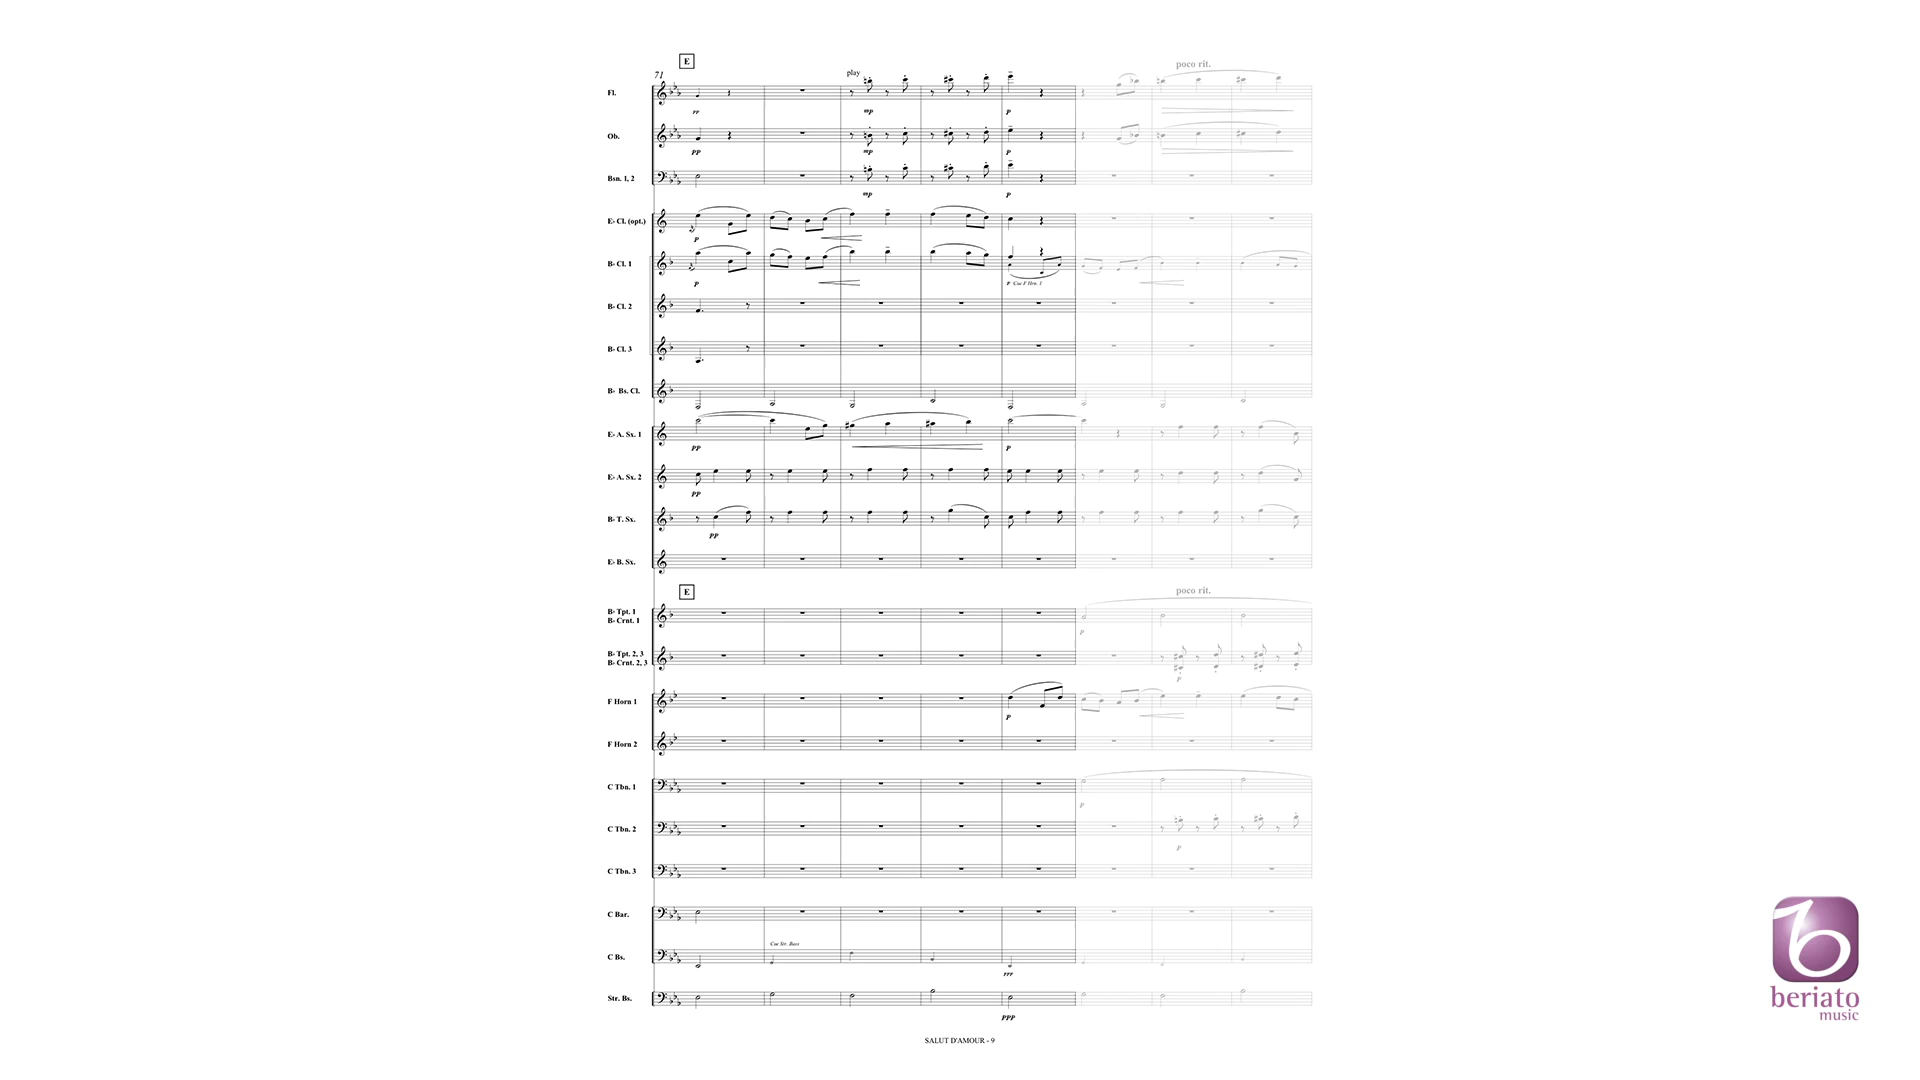 E
71
poco rit.
play
Fl.
pp
mp
p
Ob.
pp
mp
p
Bsn. 1, 2
mp
p
E♭ Cl. (opt.)
p
B♭ Cl. 1
p
p Cue F Hrn. 1
B♭ Cl. 2
B♭ Cl. 3
B♭ Bs. Cl.
E♭ A. Sx. 1
pp
p
E♭ A. Sx. 2
pp
B♭ T. Sx.
pp
E♭ B. Sx.
E
poco rit.
B♭ Tpt. 1
B♭ Crnt. 1
p
B♭ Tpt. 2, 3
B♭ Crnt. 2, 3
p
F Horn 1
p
F Horn 2
C Tbn. 1
p
C Tbn. 2
p
C Tbn. 3
C Bar.
Cue Str. Bass
C Bs.
ppp
Str. Bs.
ppp
SALUT D'AMOUR - 9
b
beriato
music